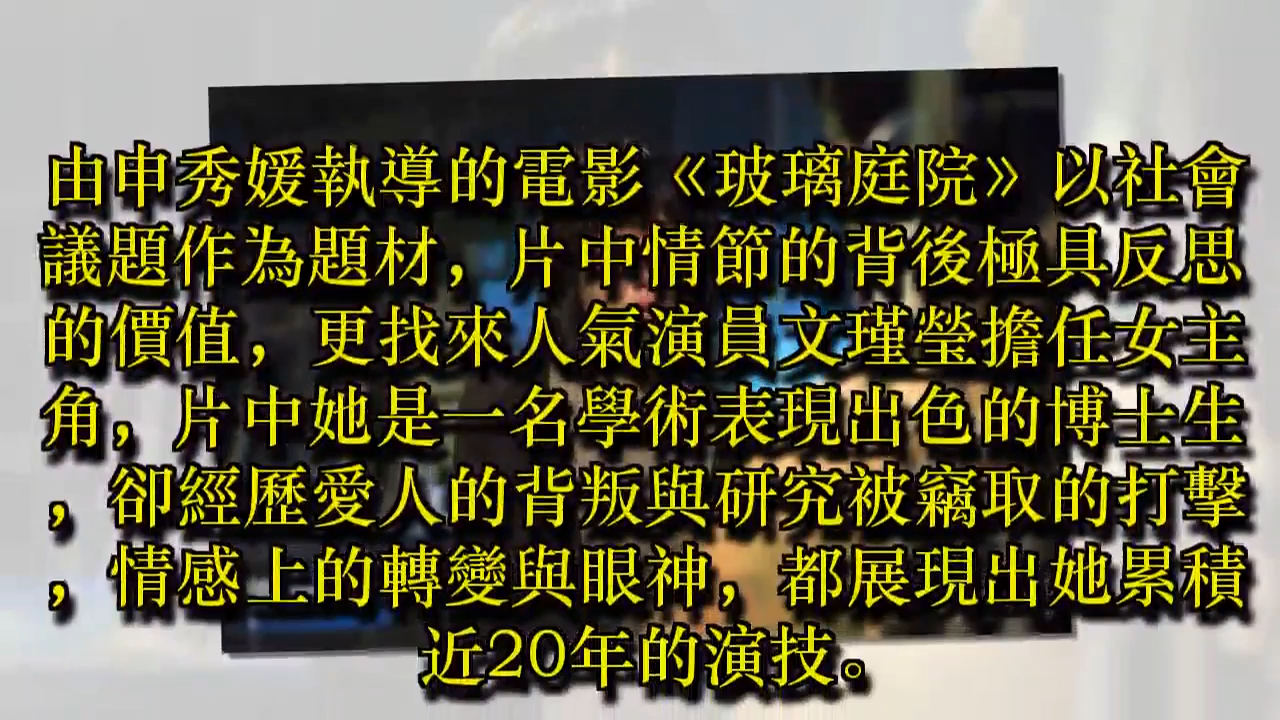 由申秀媛執導的電影《玻璃庭院》以社會
議題作為題材，片中情節的背後極具反思
的價值，更找來人氣演員文瑾瑩擔任女主
角，片中她是一名學術表現出色的博士生
，卻經歷愛人的背叛與研究被竊取的打擊
，情感上的轉變與眼神，都展現出她累積
近20年的演技。